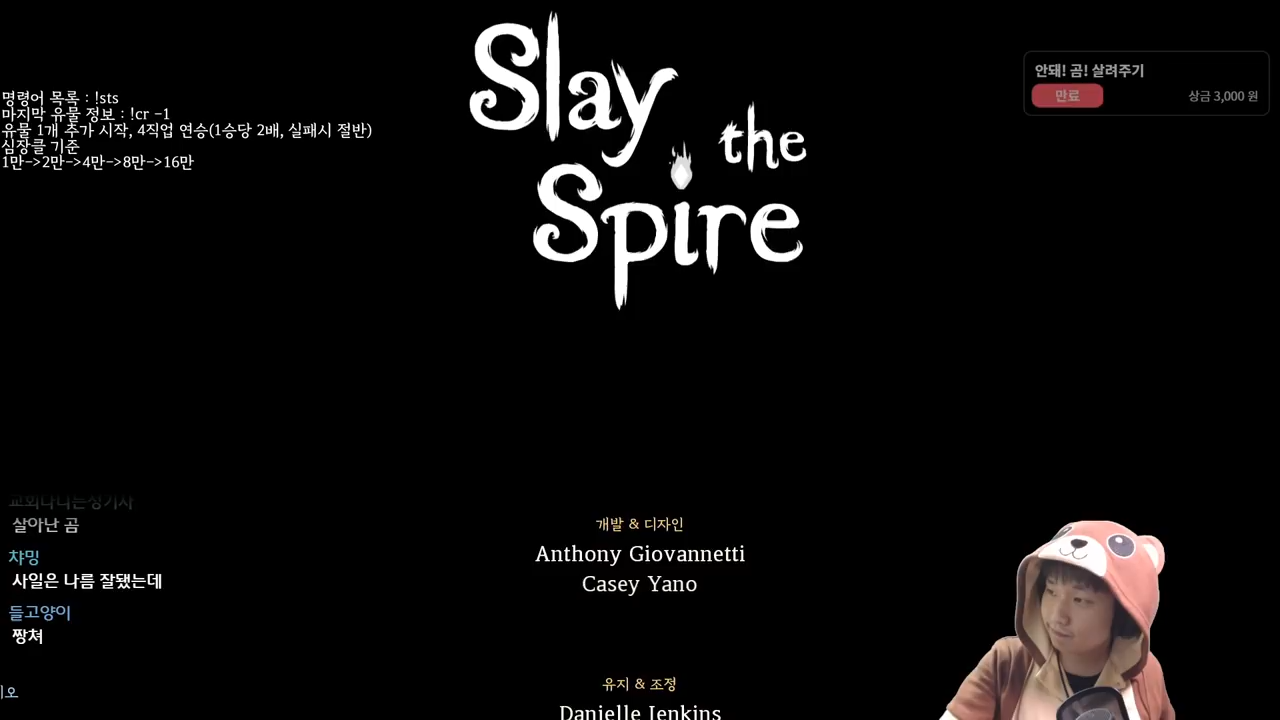 Slay
the
Spire
명령어 목록 : !sts
마지막 유물 정보 : !cr -1
유물 1개 추가 시작, 4직업 연승(1승당 2배, 실패시 절반)
심장클 기준
1만->2만->4만->8만->16만
안돼! 곰! 살려주기
만료
상금 3,000 원
살아난 곰
챠밍
사일은 나름 잘됐는데
들고양이
짱쳐
개발 & 디자인
Anthony Giovannetti
Casey Yano
유지 & 조정
Danielle Jenkins